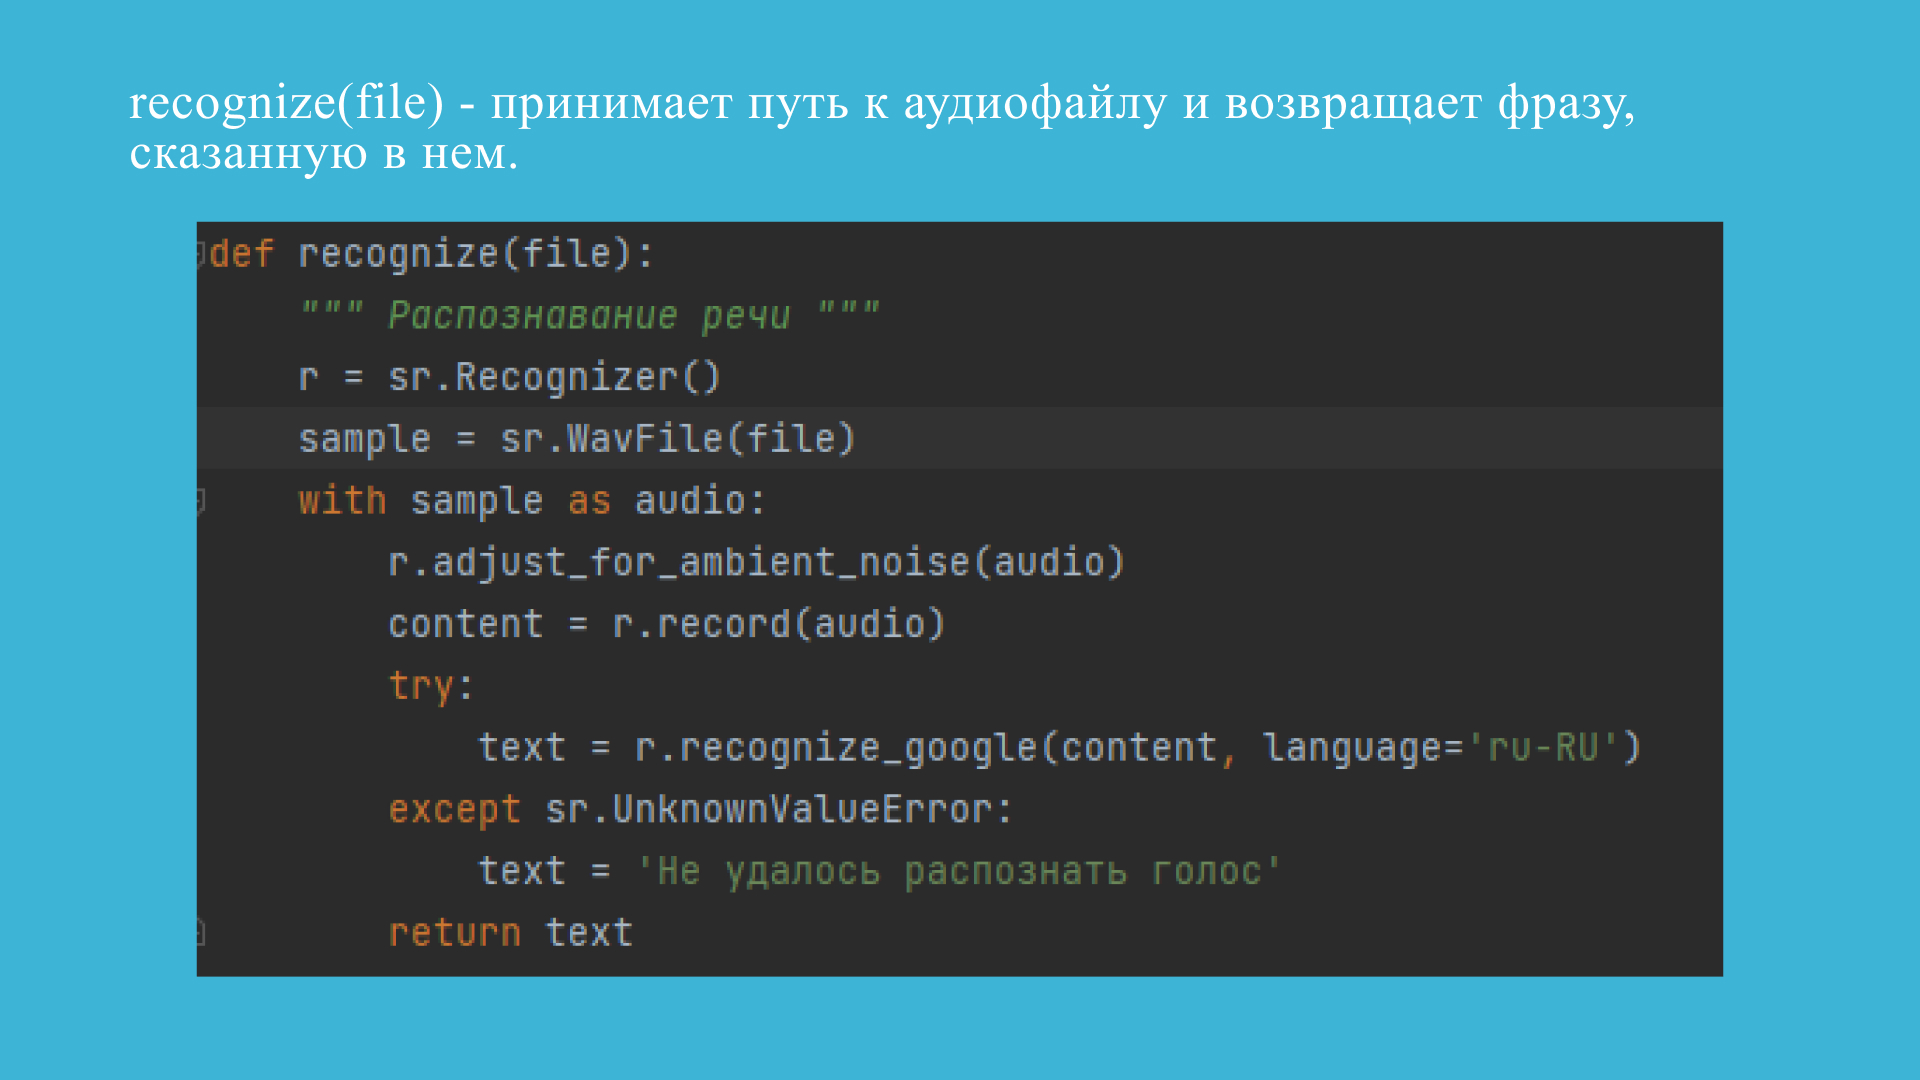 recognize(file) - принимает путь к аудиофайлу и возвращает фразу,
сказанную в нем.
def recognize(file):
    """ Распознавание речи """
    r = sr.Recognizer()
    sample = sr.WavFile(file)
    with sample as audio:
        r.adjust_for_ambient_noise(audio)
        content = r.record(audio)
        try:
            text = r.recognize_google(content, language='ru-RU')
        except sr.UnknownValueError:
            text = 'Не удалось распознать голос'
        return text